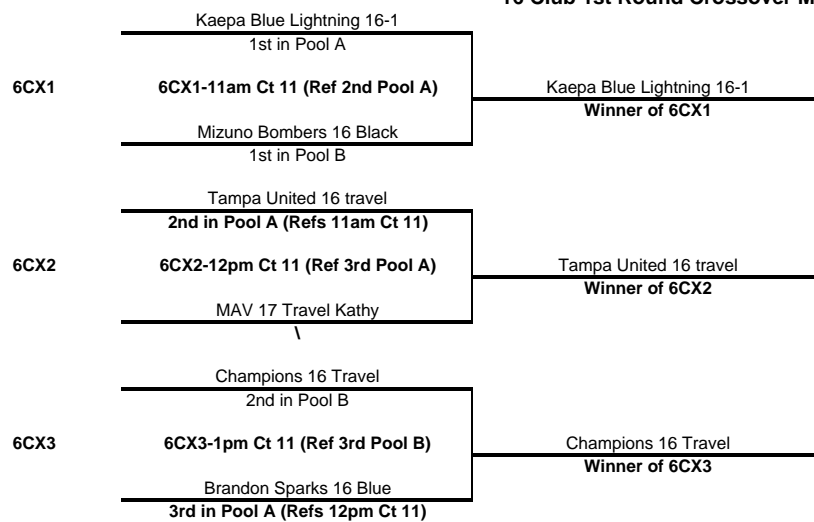 16 Club 1st Round Crossover M
Kaepa Blue Lightning 16-1
1st in Pool A
6CX1
6CX1-11am Ct 11 (Ref 2nd Pool A)
Kaepa Blue Lightning 16-1
Winner of 6CX1
Mizuno Bombers 16 Black
1st in Pool B
Tampa United 16 travel
2nd in Pool A (Refs 11am Ct 11)
6CX2
6CX2-12pm Ct 11 (Ref 3rd Pool A)
Tampa United 16 travel
Winner of 6CX2
MAV 17 Travel Kathy
\
Champions 16 Travel
2nd in Pool B
6CX3
6CX3-1pm Ct 11 (Ref 3rd Pool B)
Champions 16 Travel
Winner of 6CX3
Brandon Sparks 16 Blue
3rd in Pool A (Refs 12pm Ct 11)